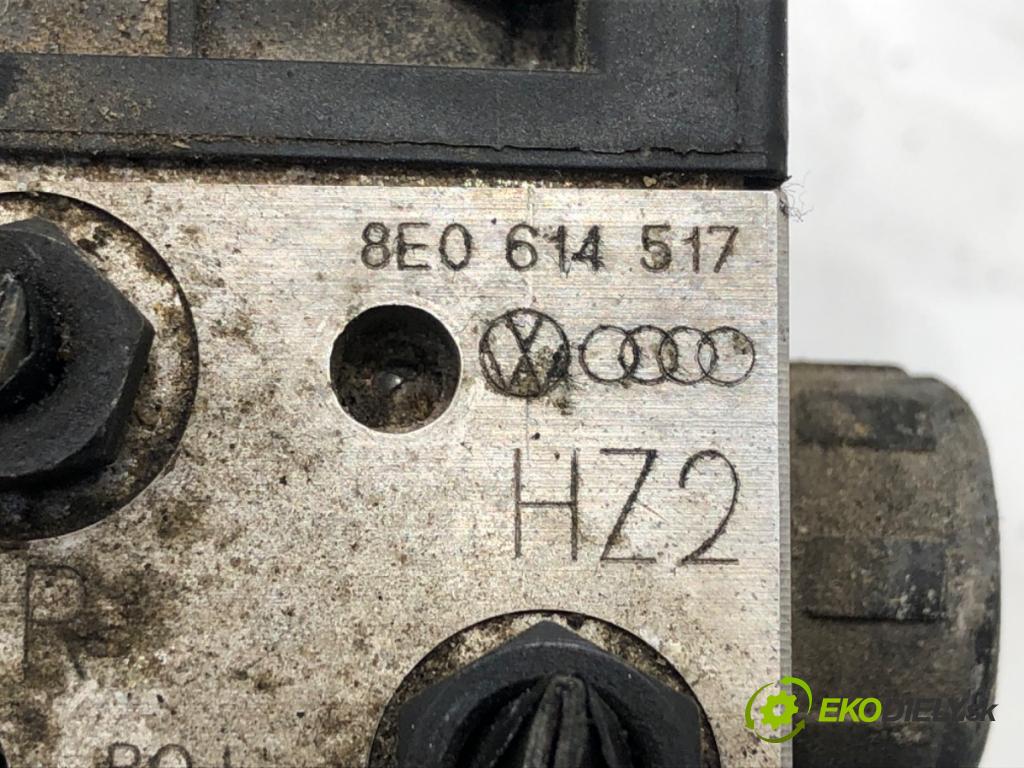 8E0 614 517
HZ2
R
EKODIELY.sk